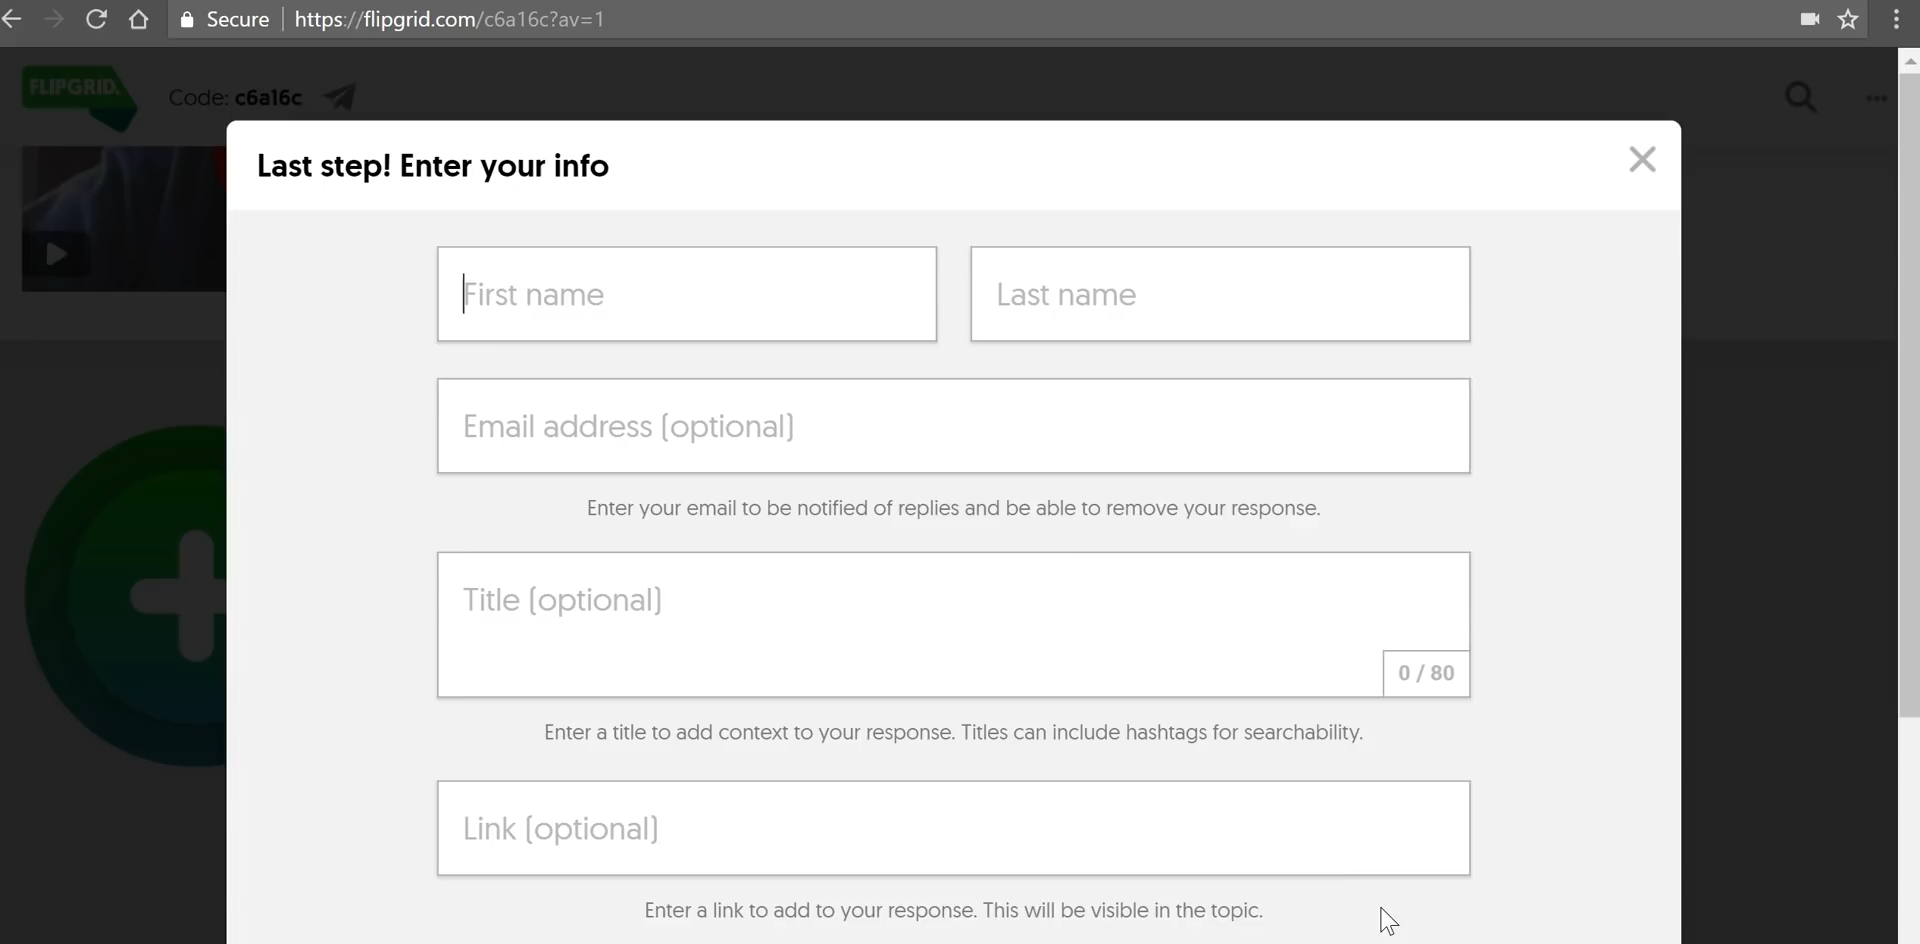 Secure https://flipgrid.com/c6a16c?av=1
FLIPGRID.
Code: c6a16c
Last step! Enter your info
First name
Last name
Email address (optional)
Enter your email to be notified of replies and be able to remove your response.
Title (optional)
0 / 80
Enter a title to add context to your response. Titles can include hashtags for searchability.
Link (optional)
Enter a link to add to your response. This will be visible in the topic.